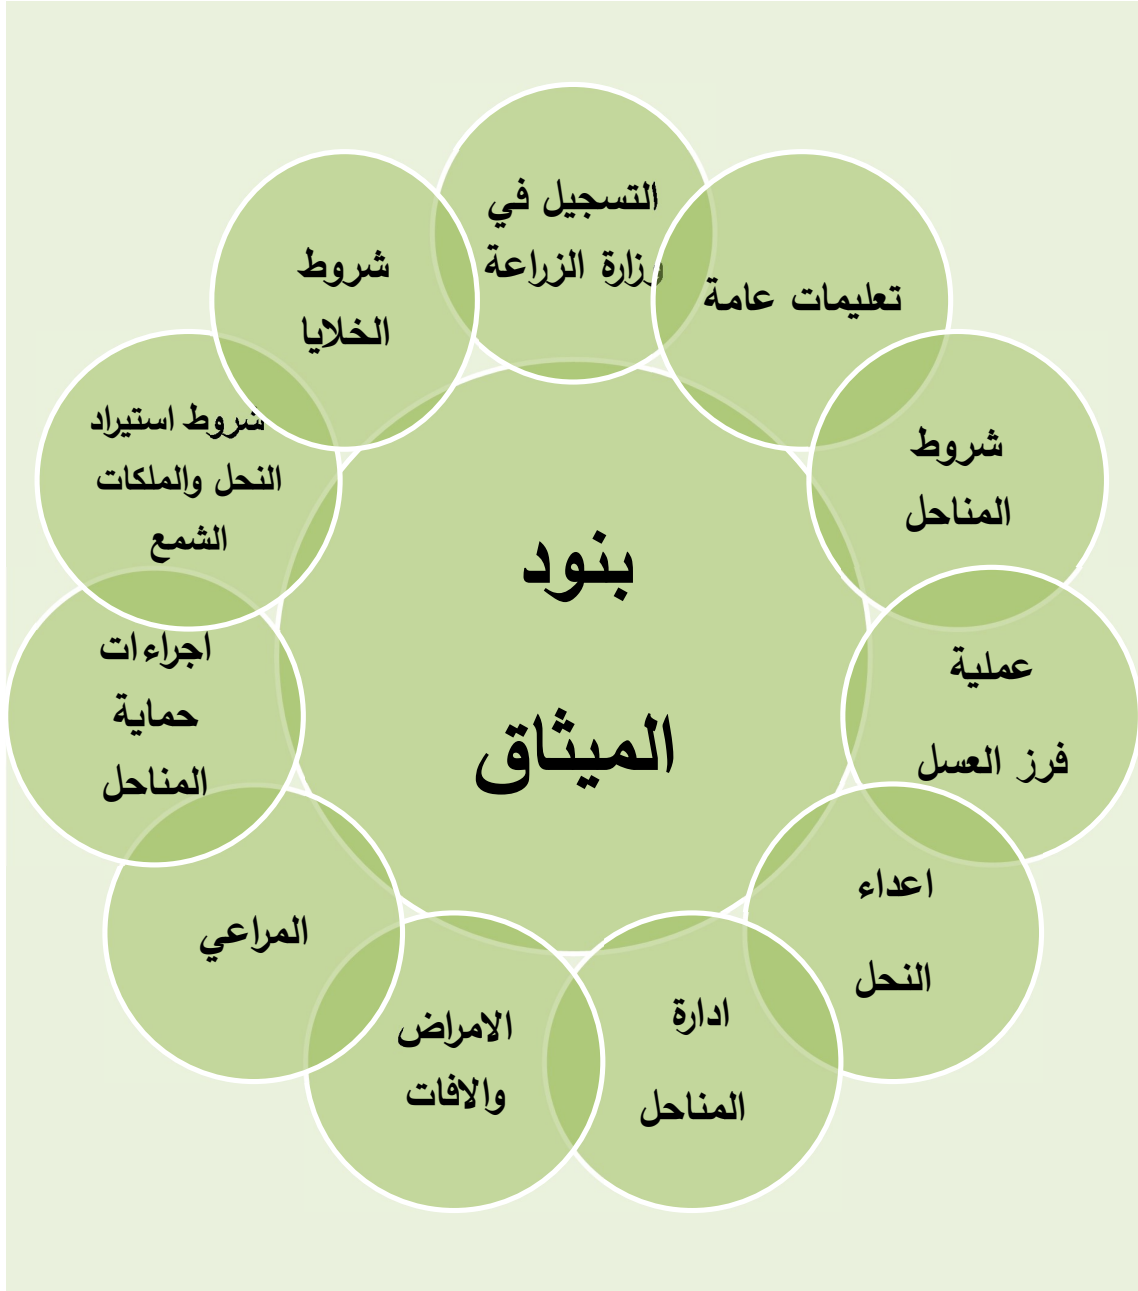 بنود
الميثاق
التسجيل في
وزارة الزراعة
تعليمات عامة
شروط
المناحل
عملية
فرز العسل
اعداء
النحل
ادارة
المناحل
الامراض
والافات
المراعي
اجراءات
حماية
المناحل
شروط استيراد
النحل والملكات
الشمع
شروط
الخلايا